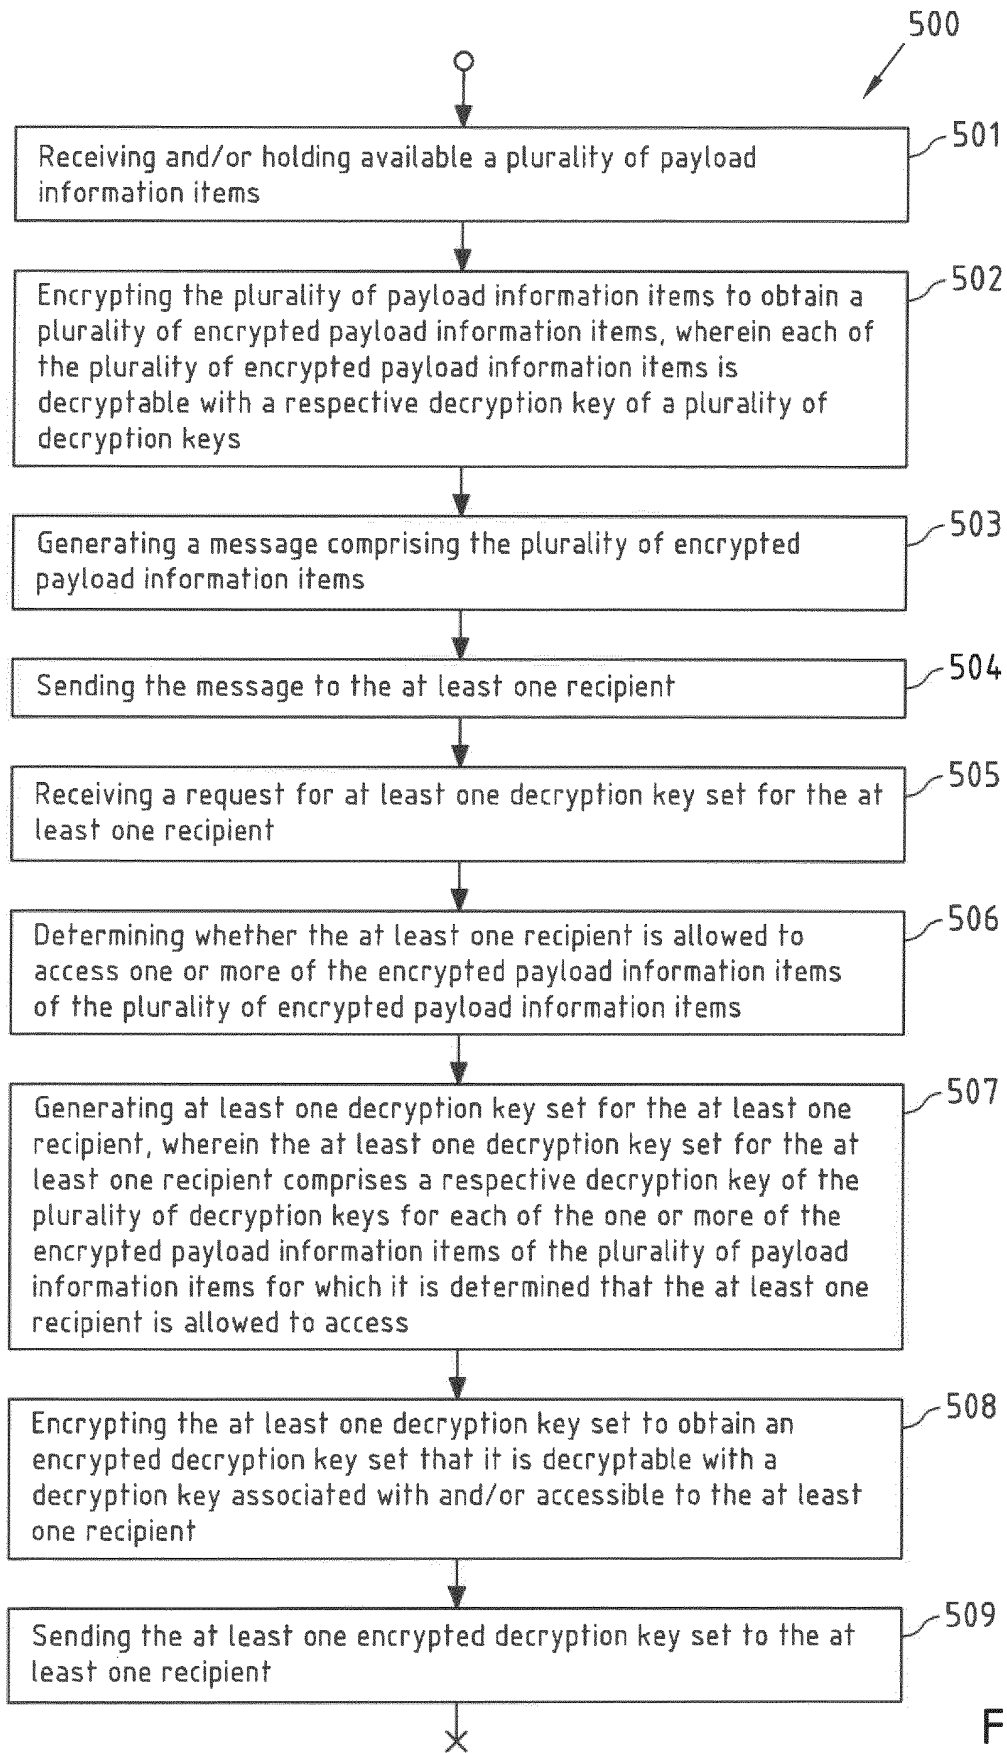 500
501
Receiving and/or holding available a plurality of payload
information items
502
Encrypting the plurality of payload information items to obtain a
plurality of encrypted payload information items, wherein each of
the plurality of encrypted payload information items is
decryptable with a respective decryption key of a plurality of
decryption keys
503
Generating a message comprising the plurality of encrypted
payload information items
504
Sending the message to the at least one recipient
505
Receiving a request for at least one decryption key set for the at
least one recipient
506
Determining whether the at least one recipient is allowed to
access one or more of the encrypted payload information items
of the plurality of encrypted payload information items
507
Generating at least one decryption key set for the at least one
recipient, wherein the at least one decryption key set for the at
least one recipient comprises a respective decryption key of the
plurality of decryption keys for each of the one or more of the
encrypted payload information items of the plurality of payload
information items for which it is determined that the at least one
recipient is allowed to access
508
Encrypting the at least one decryption key set to obtain an
encrypted decryption key set that it is decryptable with a
decryption key associated with and/or accessible to the at least
one recipient
509
Sending the at least one encrypted decryption key set to the at
least one recipient
F